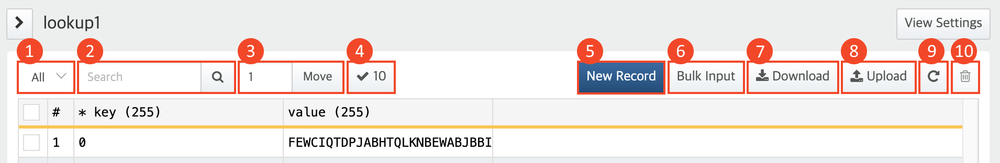 lookup1
View Settings
1 2 3 4 5 6 7 8 9 10
All Search 1 Move 10 New Record Bulk Input Download Upload
# * key (255) value (255)
1 0 FEWCIQTDPJABHTQLKNBEWABJBBI